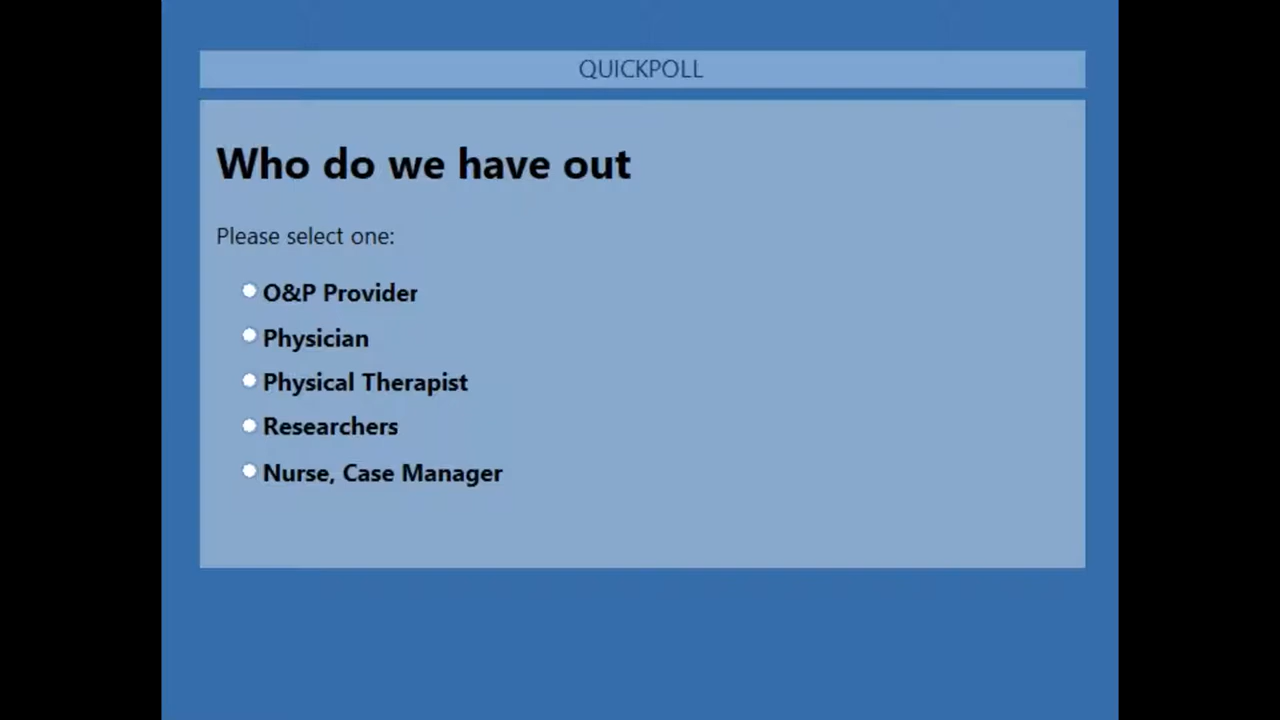 QUICKPOLL
Who do we have out
Please select one:
O&P Provider
Physician
Physical Therapist
Researchers
Nurse, Case Manager